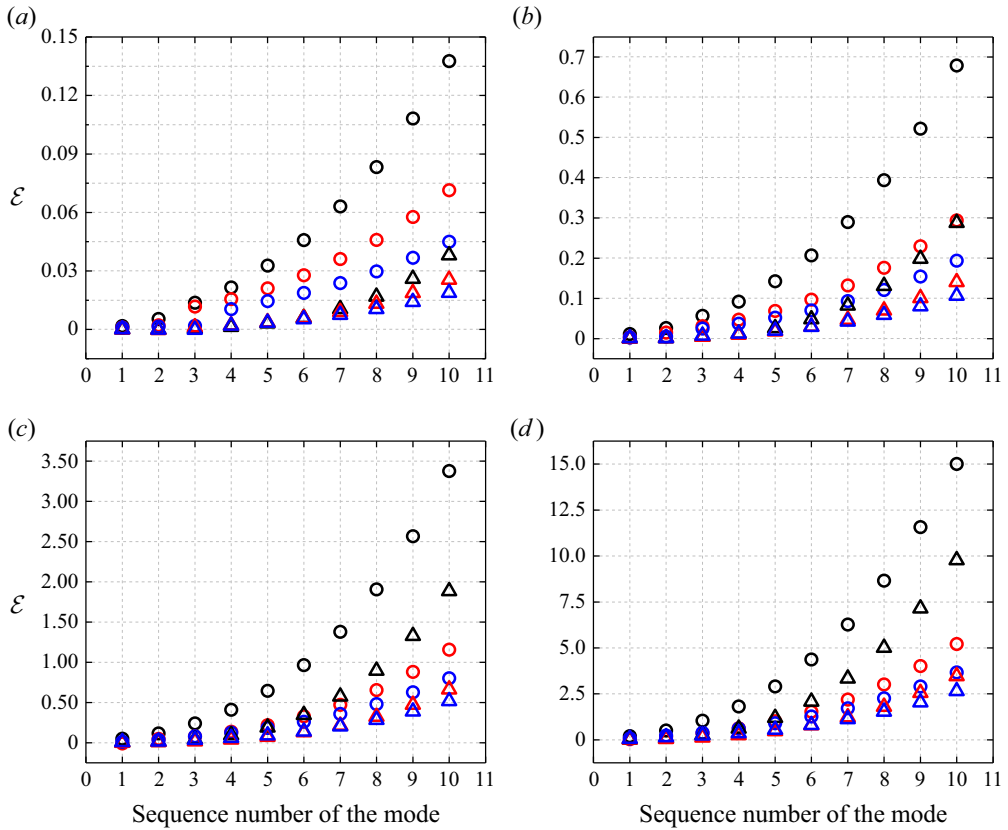 (a)
(b)
0.15
0.12
0.09
0.06
0.03
0
ℰ
0 1 2 3 4 5 6 7 8 9 10 11
0.7
0.6
0.5
0.4
0.3
0.2
0.1
0
0 1 2 3 4 5 6 7 8 9 10 11
(c)
(d)
3.50
3.00
2.50
2.00
1.50
1.00
0.50
0
ℰ
0 1 2 3 4 5 6 7 8 9 10 11
Sequence number of the mode
15.0
12.5
10.0
7.5
5.0
2.5
0
0 1 2 3 4 5 6 7 8 9 10 11
Sequence number of the mode